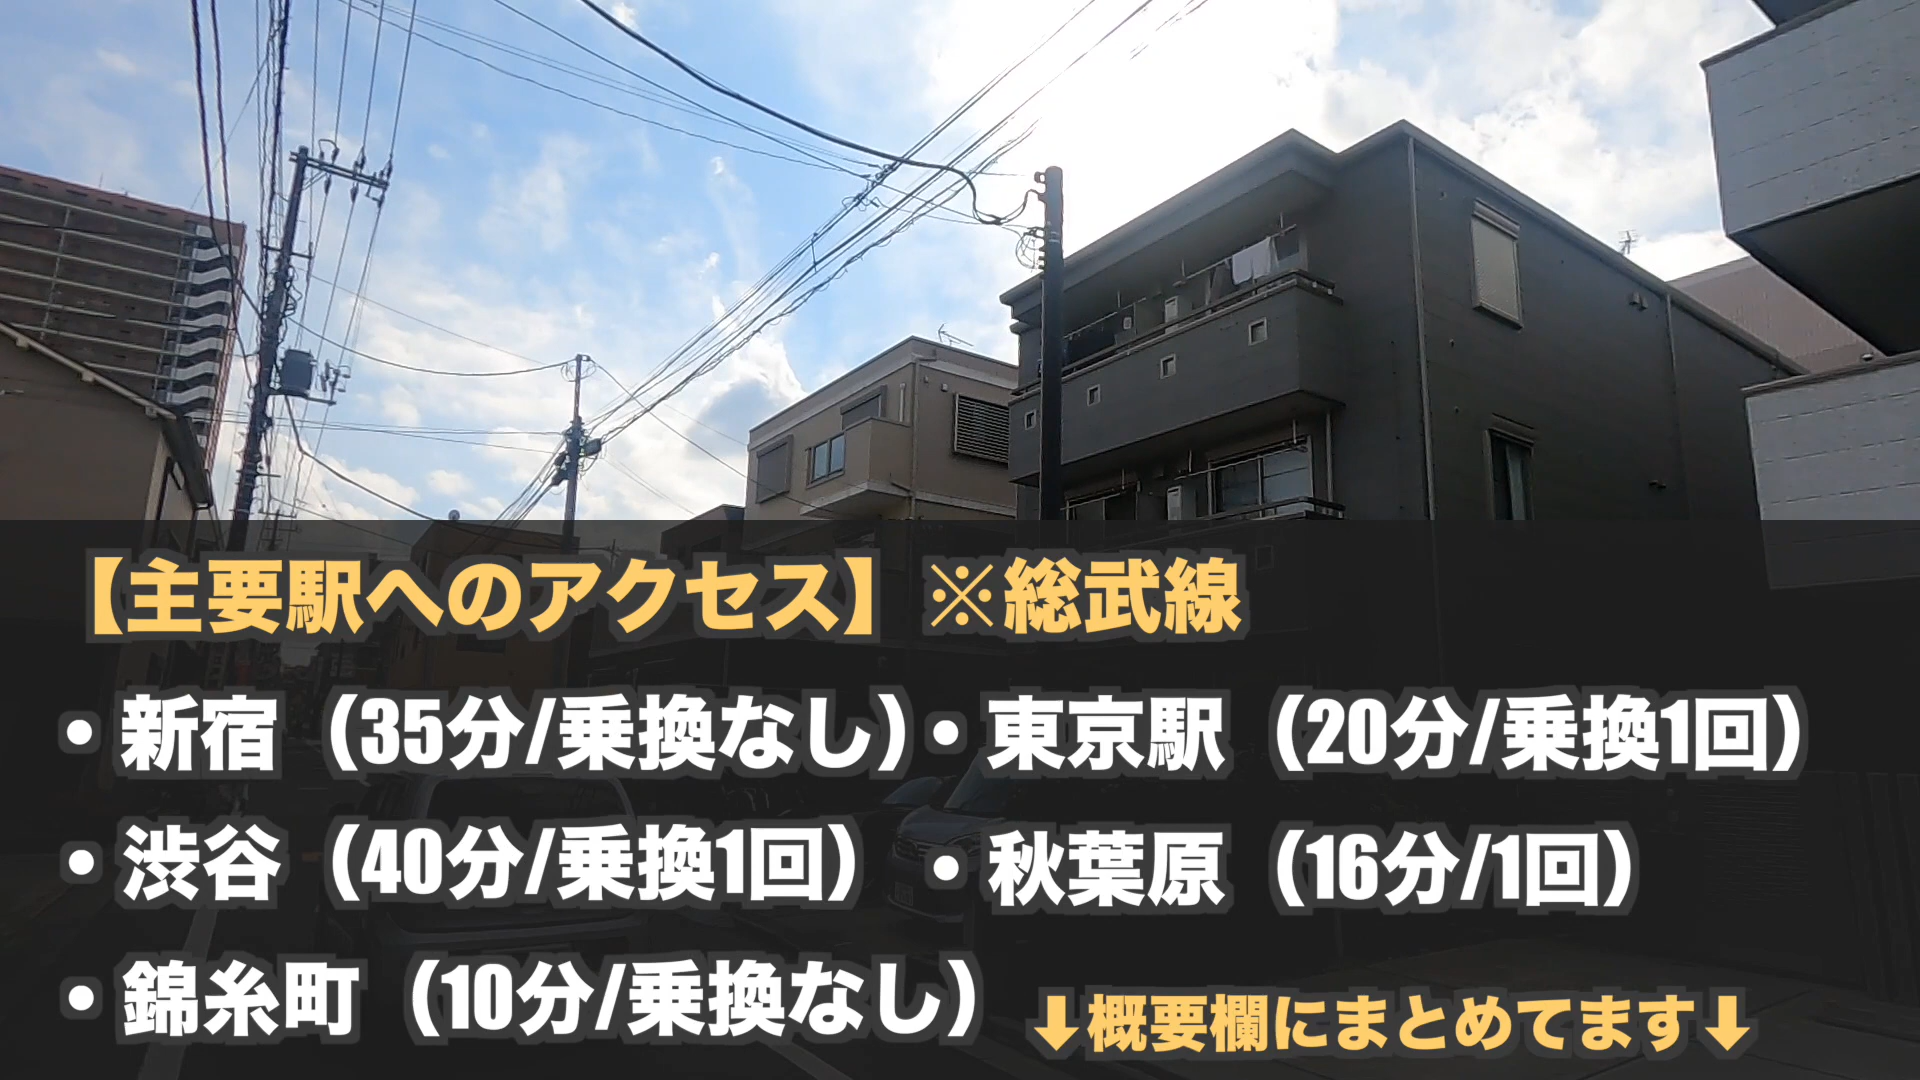 【主要駅へのアクセス】※総武線
・新宿（35分/乗換なし）・東京駅（20分/乗換1回）
・渋谷（40分/乗換1回）・秋葉原（16分/1回）
・錦糸町（10分/乗換なし）
⬇概要欄にまとめてます⬇